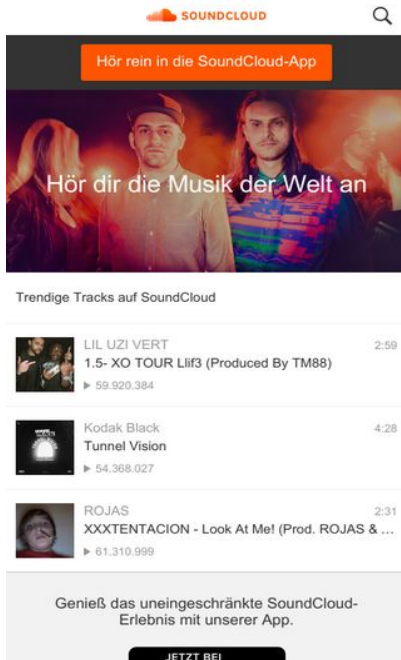 SOUNDCLOUD
Hör rein in die SoundCloud-App
Hör dir die Musik der Welt an
Trendige Tracks auf SoundCloud
LIL UZI VERT 2:59
1.5- XO TOUR Llif3 (Produced By TM88)
59.920.384
Kodak Black 4:28
Tunnel Vision
54.368.027
ROJAS 2:31
XXXTENTACION - Look At Me! (Prod. ROJAS & ...
61.310.999
Genieß das uneingeschränkte SoundCloud-
Erlebnis mit unserer App.
JETZT BEI